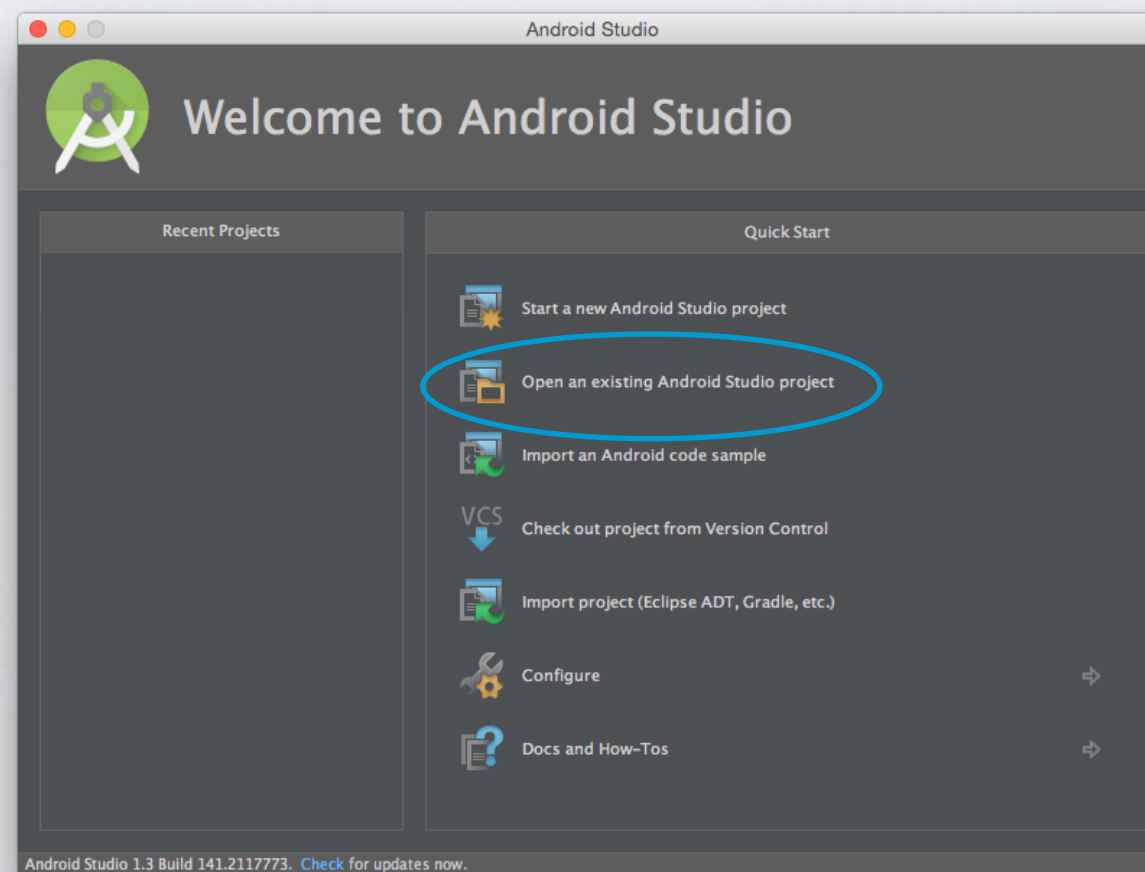 Android Studio
Welcome to Android Studio
Recent Projects
Quick Start
Start a new Android Studio project
Open an existing Android Studio project
Import an Android code sample
VCS
Check out project from Version Control
Import project (Eclipse ADT, Gradle, etc.)
Configure
Docs and How-Tos
Android Studio 1.3 Build 141.2117773. Check for updates now.